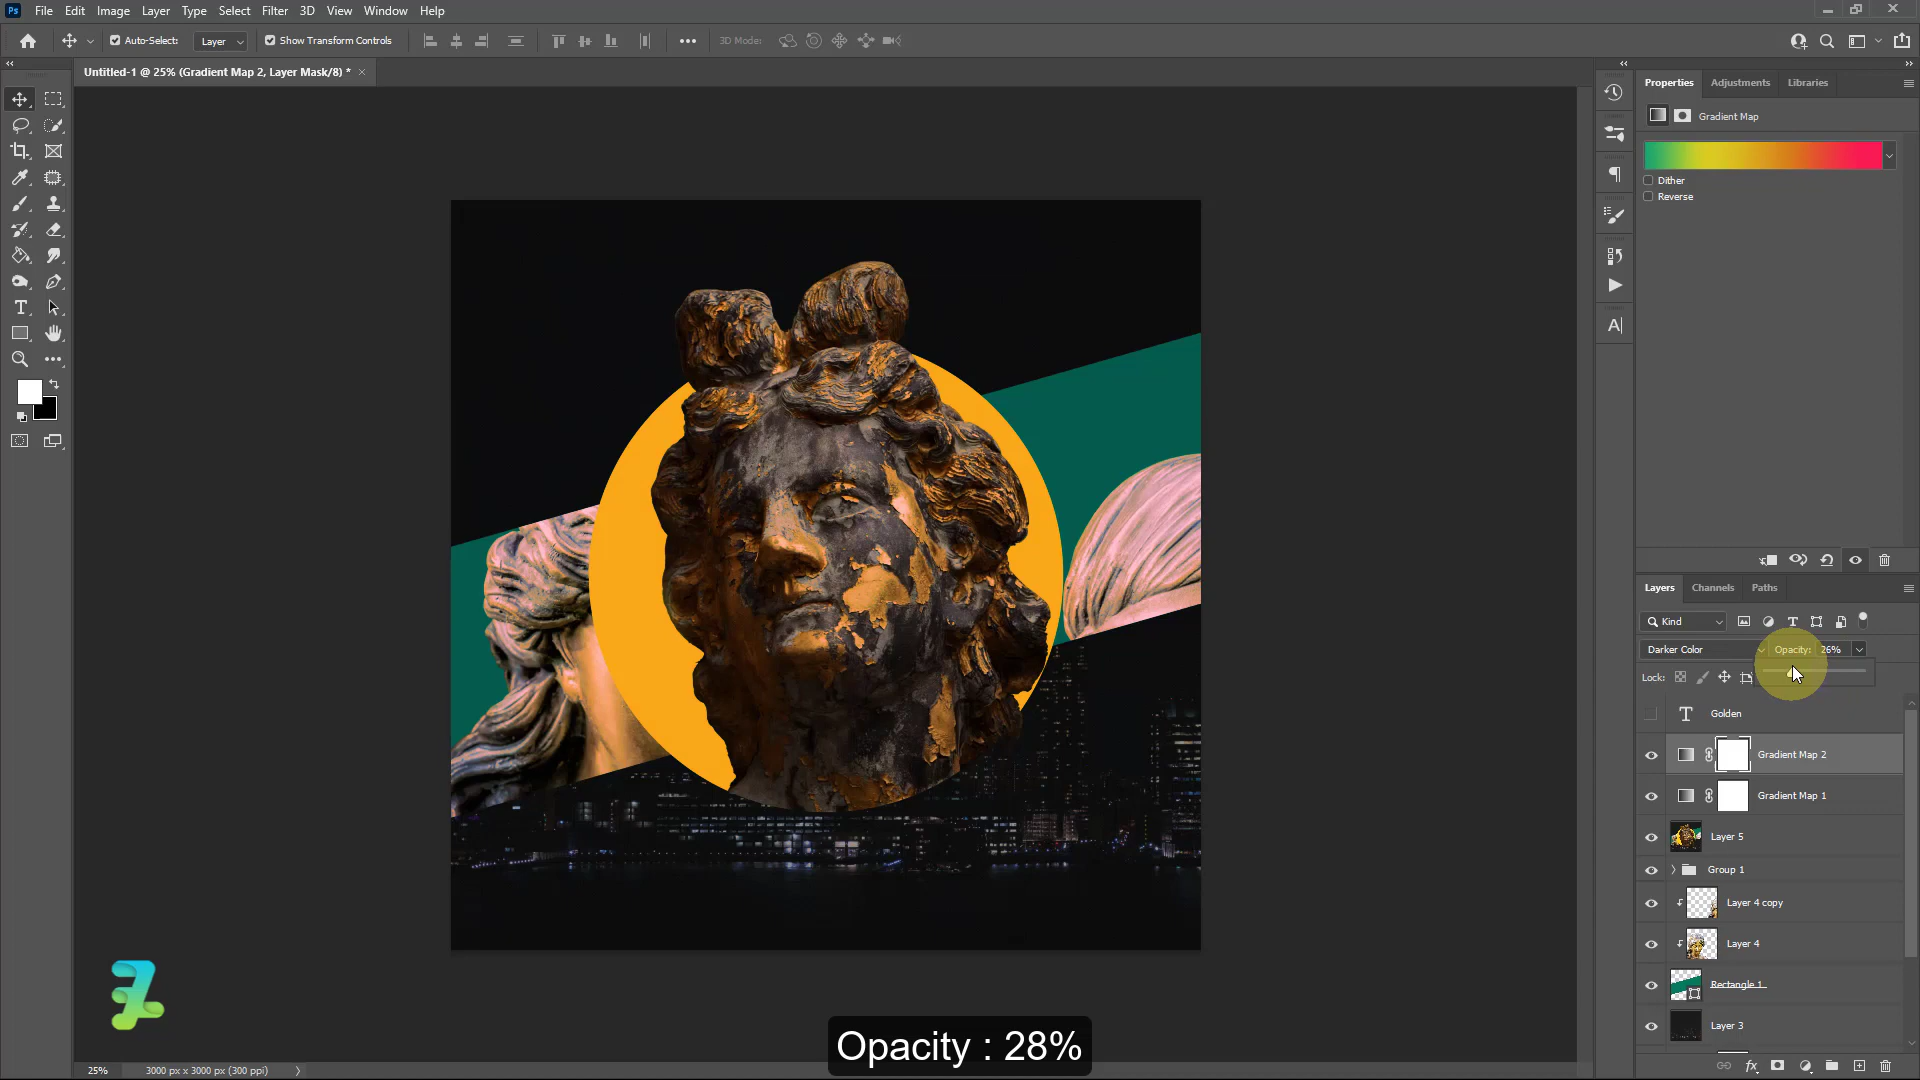 Ps File Edit Image Layer Type Select Filter 3D View Window Help
Auto-Select: Layer Show Transform Controls 3D Mode:
Untitled-1 @ 25% (Gradient Map 2, Layer Mask/8) *
Properties Adjustments Libraries
Gradient Map
Dither
Reverse
Layers Channels Paths
Kind
Darker Color Opacity: 26%
Lock:
Golden
Gradient Map 2
Gradient Map 1
Layer 5
Group 1
Layer 4 copy
Layer 4
Rectangle 1
Layer 3
Opacity : 28%
25% 3000 px x 3000 px (300 ppi)